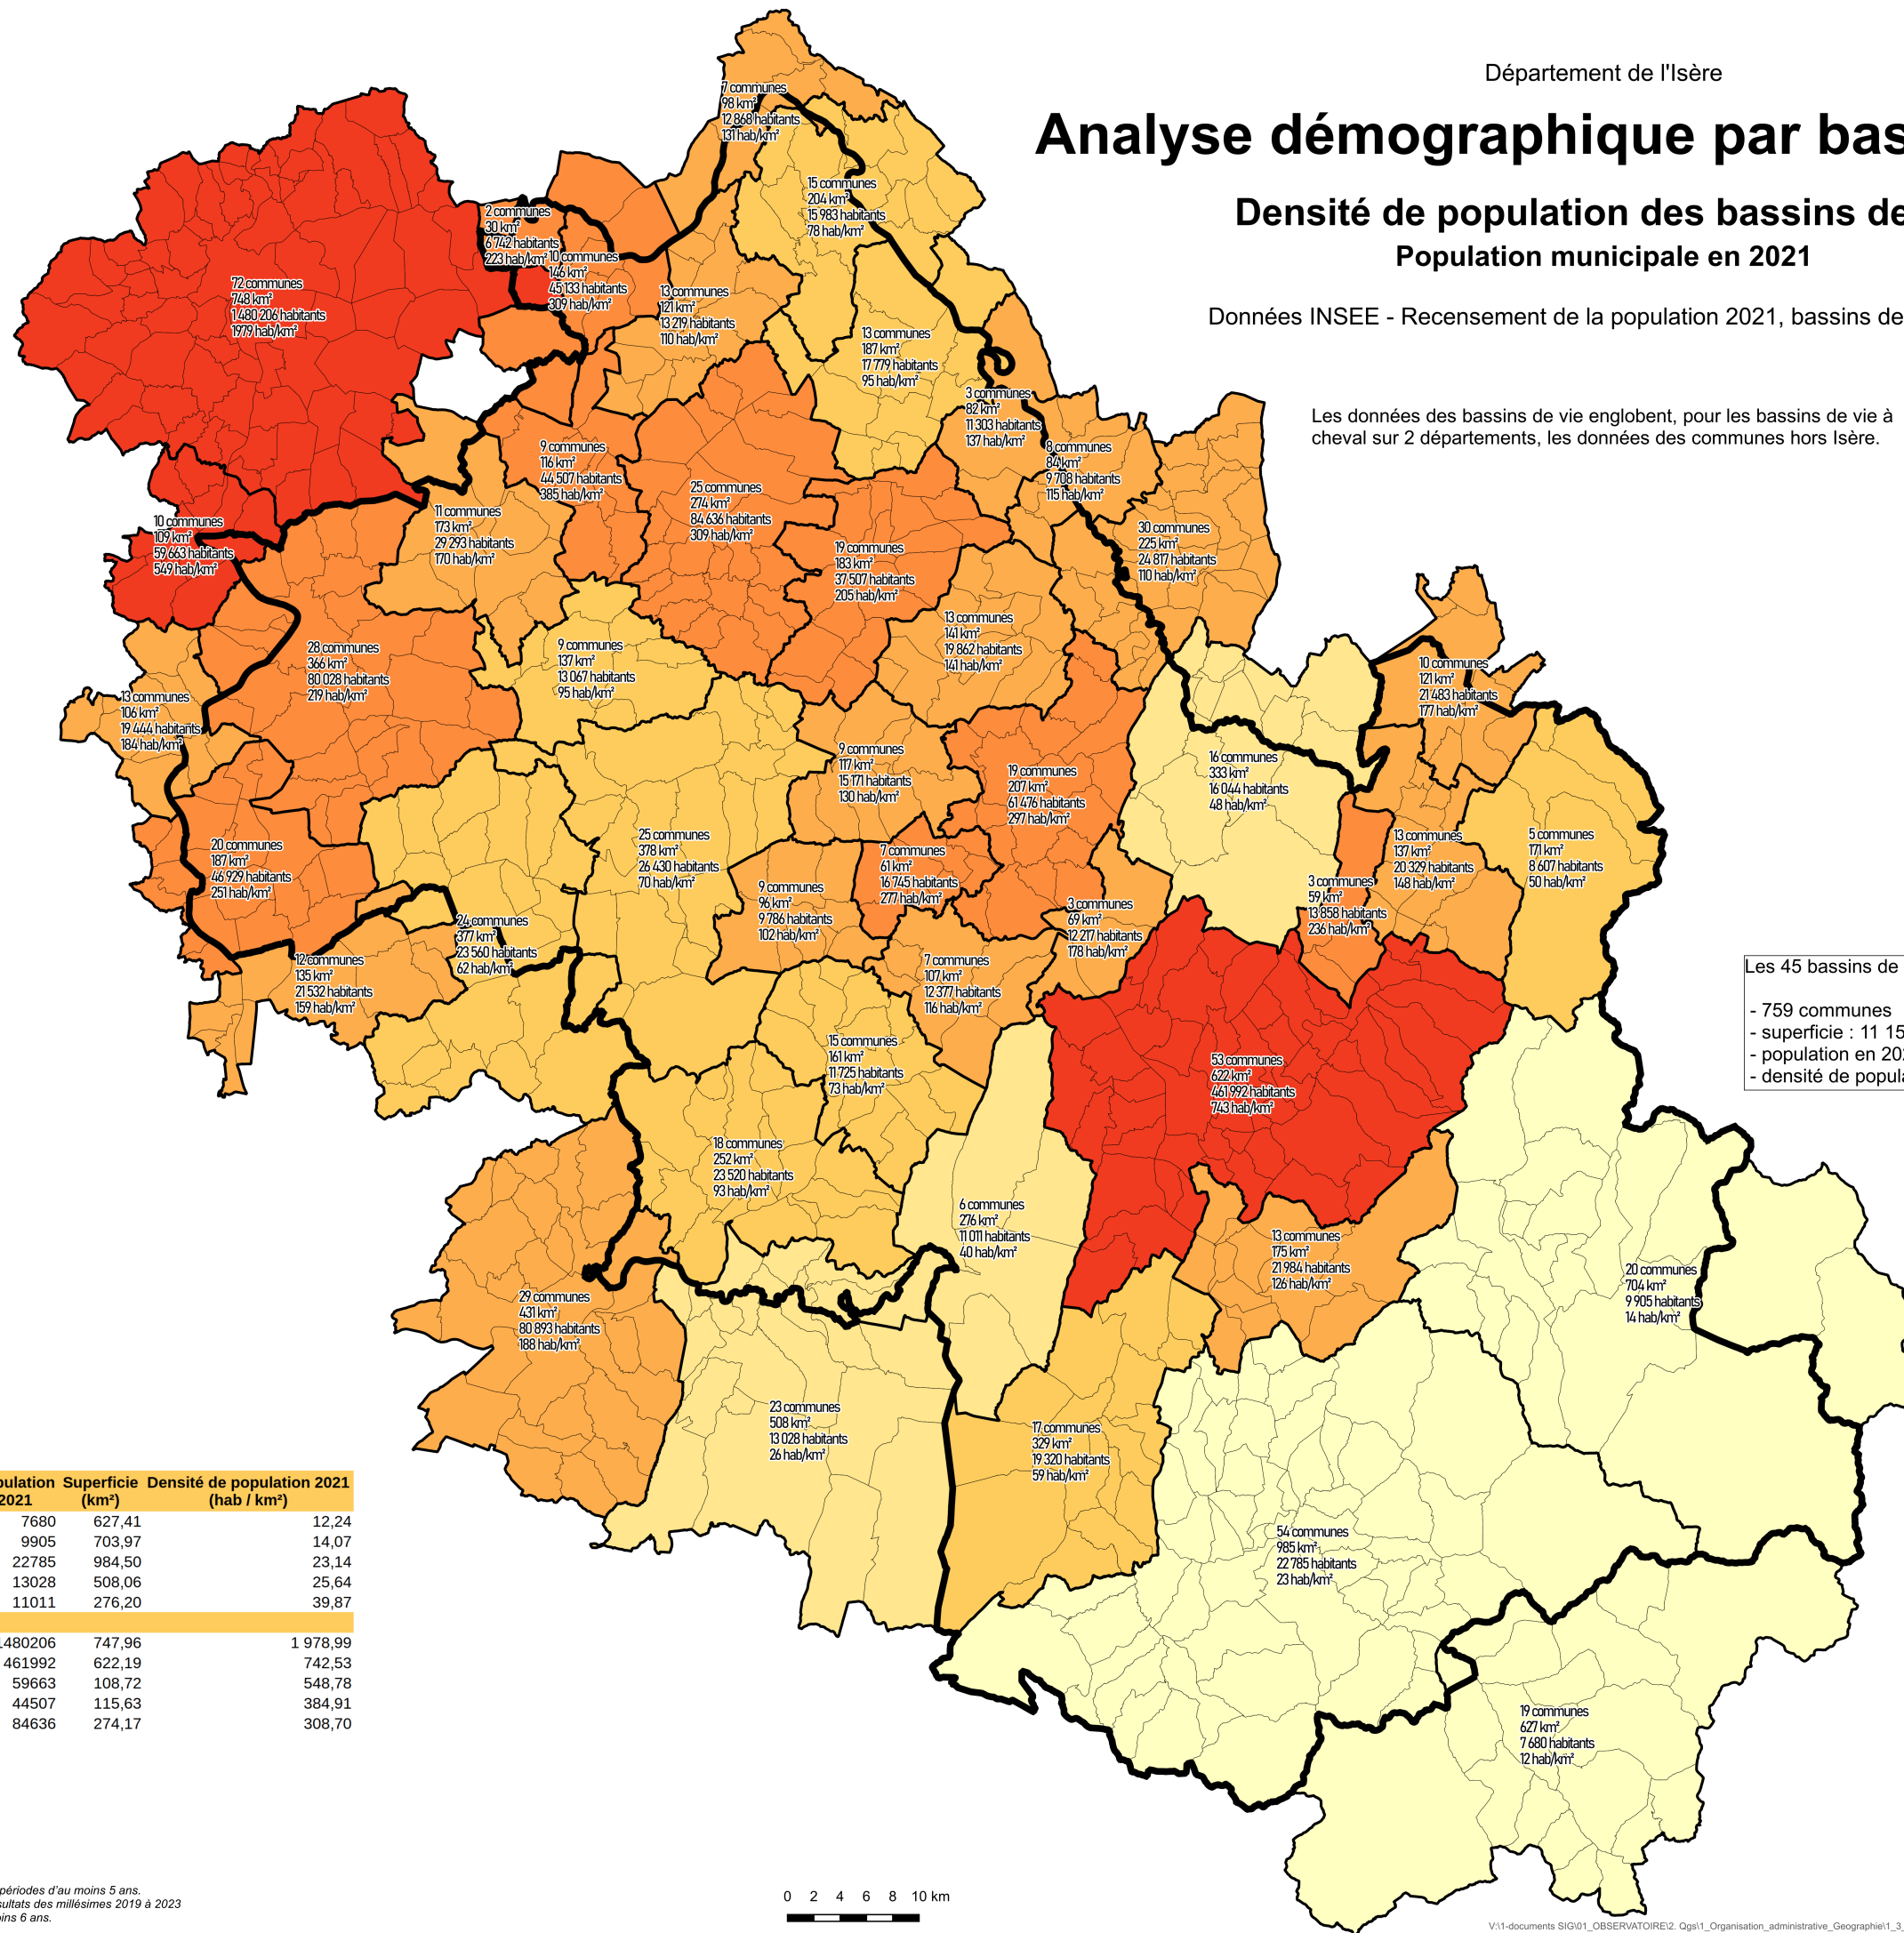 Département de l'Isère
Analyse démographique par bas
Densité de population des bassins de
Population municipale en 2021
Données INSEE - Recensement de la population 2021, bassins de
Les données des bassins de vie englobent, pour les bassins de vie à
cheval sur 2 départements, les données des communes hors Isère.
7 communes
98 km²
12 868 habitants
131 hab/km²
15 communes
204 km²
15 983 habitants
78 hab/km²
2 communes
30 km²
6 742 habitants
223 hab/km²
10 communes
146 km²
45 133 habitants
309 hab/km²
72 communes
748 km²
1 480 206 habitants
1979 hab/km²
13 communes
121 km²
13 219 habitants
110 hab/km²
13 communes
187 km²
17 779 habitants
95 hab/km²
3 communes
82 km²
11 303 habitants
137 hab/km²
9 communes
116 km²
44 507 habitants
385 hab/km²
8 communes
84 km²
9 708 habitants
115 hab/km²
25 communes
274 km²
84 636 habitants
309 hab/km²
11 communes
173 km²
29 293 habitants
170 hab/km²
10 communes
109 km²
59 663 habitants
549 hab/km²
30 communes
225 km²
24 817 habitants
110 hab/km²
19 communes
183 km²
37 507 habitants
205 hab/km²
13 communes
141 km²
19 862 habitants
141 hab/km²
28 communes
366 km²
80 028 habitants
219 hab/km²
9 communes
137 km²
13 067 habitants
95 hab/km²
10 communes
121 km²
21 483 habitants
177 hab/km²
13 communes
106 km²
19 444 habitants
184 hab/km²
9 communes
117 km²
15 171 habitants
130 hab/km²
16 communes
333 km²
16 044 habitants
48 hab/km²
19 communes
207 km²
61 476 habitants
297 hab/km²
25 communes
378 km²
26 430 habitants
70 hab/km²
13 communes
137 km²
20 329 habitants
148 hab/km²
5 communes
171 km²
8 607 habitants
50 hab/km²
20 communes
187 km²
46 929 habitants
251 hab/km²
7 communes
61 km²
16 745 habitants
277 hab/km²
3 communes
59 km²
13 858 habitants
236 hab/km²
9 communes
96 km²
9 786 habitants
102 hab/km²
3 communes
69 km²
12 217 habitants
178 hab/km²
24 communes
377 km²
23 560 habitants
62 hab/km²
12 communes
135 km²
21 532 habitants
159 hab/km²
7 communes
107 km²
12 377 habitants
116 hab/km²
Les 45 bassins de
- 759 communes
- superficie : 11 15
- population en 20
- densité de popula
15 communes
161 km²
11 725 habitants
73 hab/km²
53 communes
622 km²
461 992 habitants
743 hab/km²
18 communes
252 km²
23 520 habitants
93 hab/km²
6 communes
276 km²
11 011 habitants
40 hab/km²
13 communes
175 km²
21 984 habitants
126 hab/km²
20 communes
704 km²
9 905 habitants
14 hab/km²
29 communes
431 km²
80 893 habitants
188 hab/km²
23 communes
508 km²
13 028 habitants
26 hab/km²
17 communes
329 km²
19 320 habitants
59 hab/km²
54 communes
985 km²
22 785 habitants
23 hab/km²
19 communes
627 km²
7 680 habitants
12 hab/km²
pulation Superficie Densité de population 2021
2021 (km²) (hab / km²)
7680 627,41 12,24
9905 703,97 14,07
22785 984,50 23,14
13028 508,06 25,64
11011 276,20 39,87
1480206 747,96 1 978,99
461992 622,19 742,53
59663 108,72 548,78
44507 115,63 384,91
84636 274,17 308,70
périodes d'au moins 5 ans.
sultats des millésimes 2019 à 2023
oins 6 ans.
0 2 4 6 8 10 km
V:\1-documents SIG\01_OBSERVATOIRE\2. Qgs\1_Organisation_administrative_Geographie\1_3_